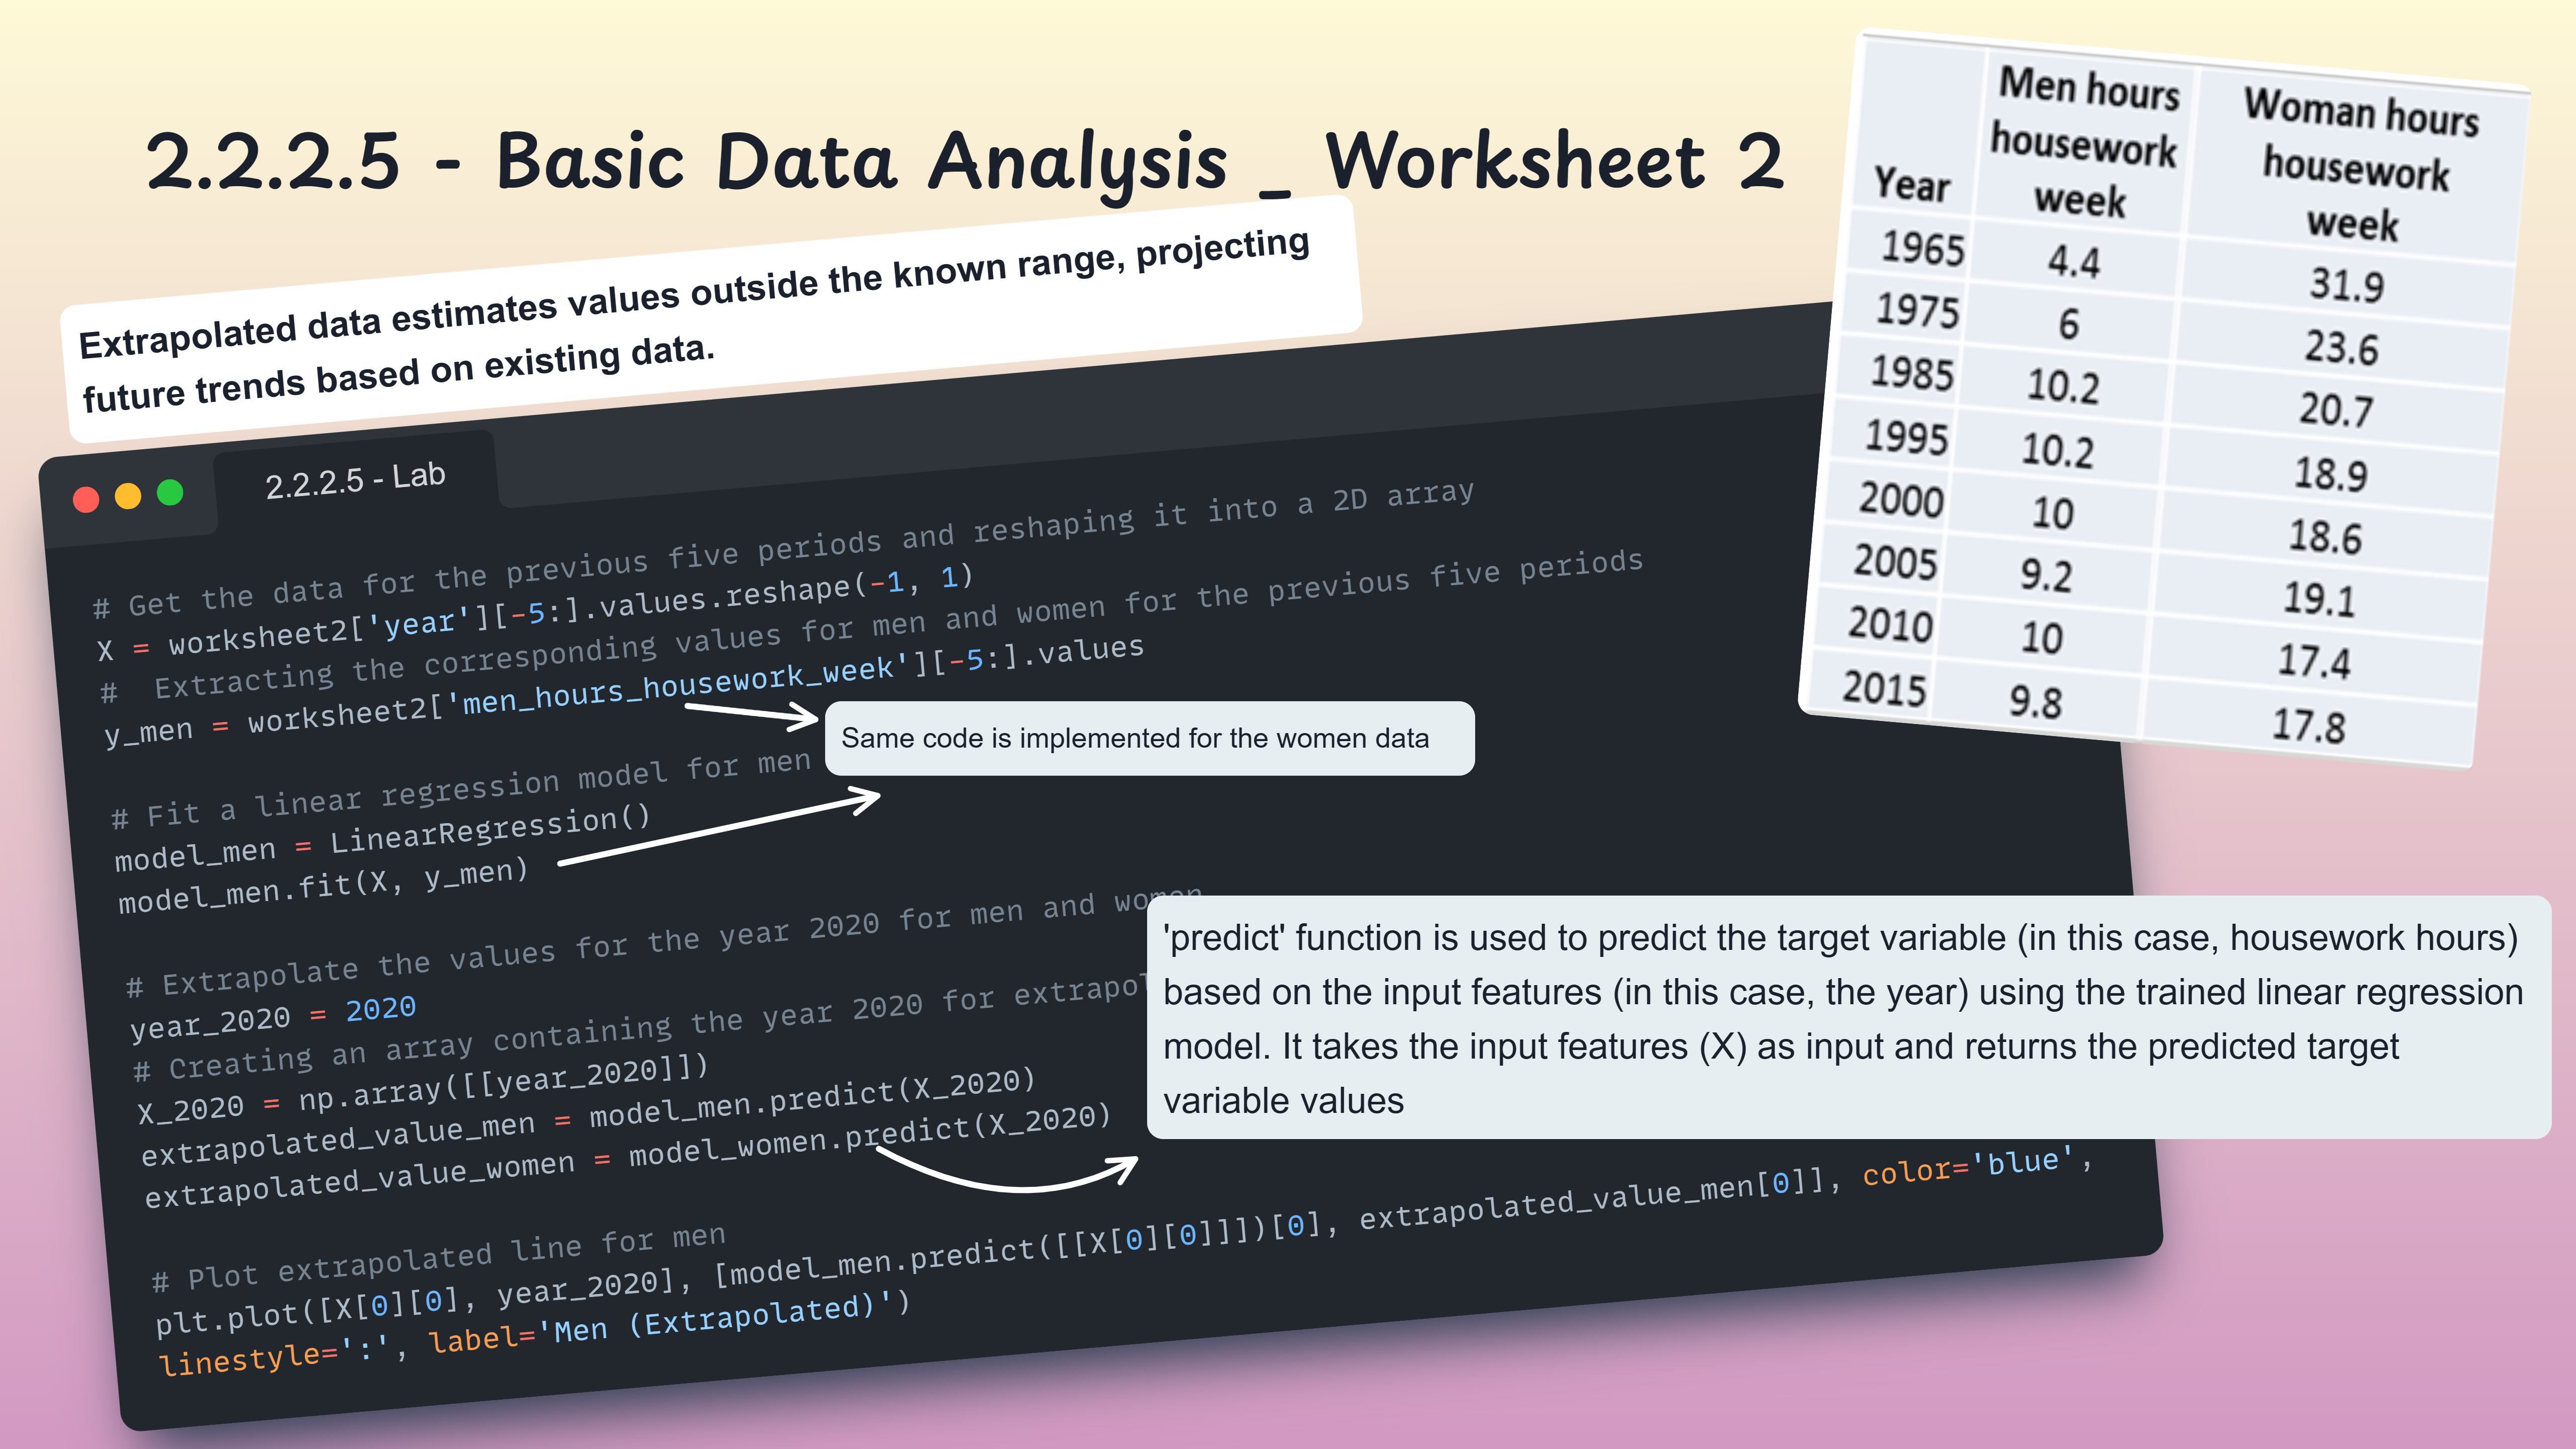 2.2.2.5 - Basic Data Analysis _ Worksheet 2
Extrapolated data estimates values outside the known range, projecting
future trends based on existing data.
Year Men hours housework week Woman hours housework week
1965 4.4 31.9
1975 6 23.6
1985 10.2 20.7
1995 10.2 18.9
2000 10 18.6
2005 9.2 19.1
2010 10 17.4
2015 9.8 17.8
2.2.2.5 - Lab
# Get the data for the previous five periods and reshaping it into a 2D array
X = worksheet2['year'][-5:].values.reshape(-1, 1)
#  Extracting the corresponding values for men and women for the previous five periods
y_men = worksheet2['men_hours_housework_week'][-5:].values
Same code is implemented for the women data
# Fit a linear regression model for men
model_men = LinearRegression()
model_men.fit(X, y_men)
# Extrapolate the values for the year 2020 for men and women
year_2020 = 2020
# Creating an array containing the year 2020 for extrapol
X_2020 = np.array([[year_2020]])
extrapolated_value_men = model_men.predict(X_2020)
extrapolated_value_women = model_women.predict(X_2020)
'predict' function is used to predict the target variable (in this case, housework hours)
based on the input features (in this case, the year) using the trained linear regression
model. It takes the input features (X) as input and returns the predicted target
variable values
# Plot extrapolated line for men
plt.plot([X[0][0], year_2020], [model_men.predict([[X[0][0]]])[0], extrapolated_value_men[0]], color='blue',
linestyle=':', label='Men (Extrapolated)')